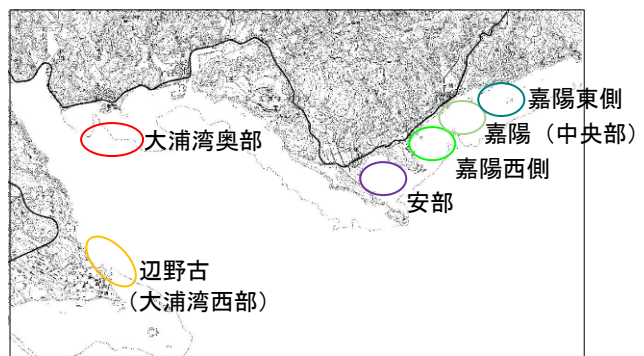 嘉陽東側
嘉陽（中央部）
大浦湾奥部
嘉陽西側
安部
辺野古
（大浦湾西部）